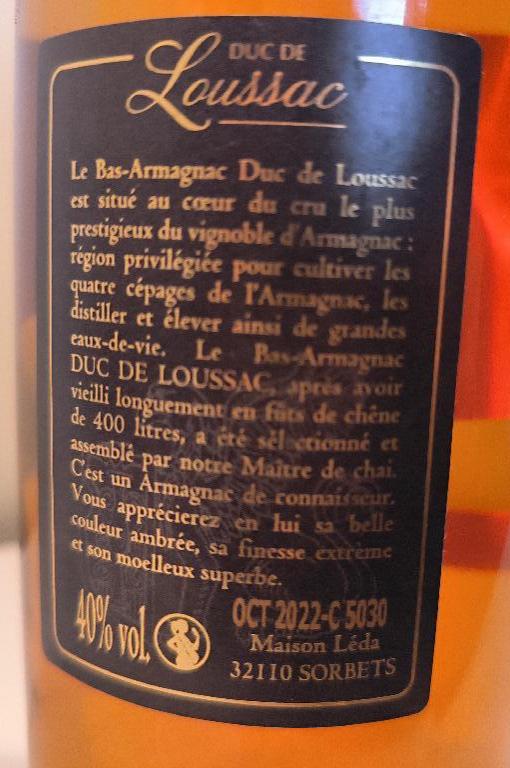 DUC DE
Loussac
Le Bas-Armagnac Duc de Loussac
est situé au cœur du cru le plus
prestigieux du vignoble d'Armagnac :
région privilégiée pour cultiver les
quatre cépages de l'Armagnac, les
distiller et élever ainsi de grandes
eaux-de-vie. Le Bas-Armagnac
DUC DE LOUSSAC, après avoir
vieilli longuement en fûts de chêne
de 400 litres, a été sél ctionné et
assemblé par notre Maître de chai.
C'est un Armagnac de connaisseur.
Vous apprécierez en lui sa belle
couleur ambrée, sa finesse extrême
et son moelleux superbe.
40% vol.
OCT 2022-C 5030
Maison Léda
32110 SORBETS